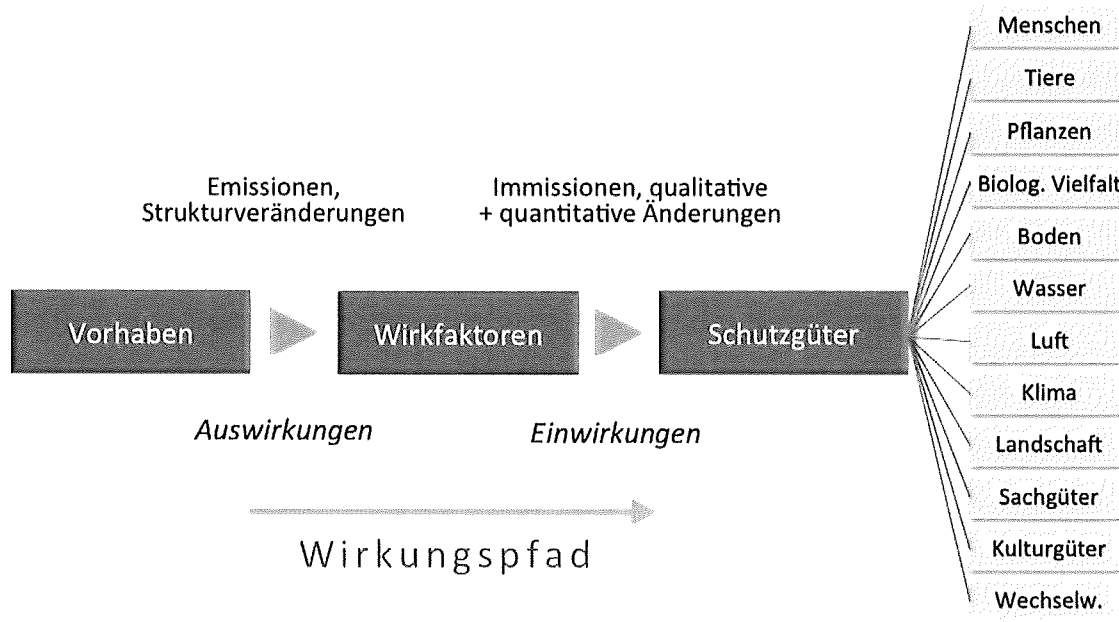 Emissionen,
Strukturveränderungen
Immissionen, qualitative
+ quantitative Änderungen
Vorhaben
Wirkfaktoren
Schutzgüter
Auswirkungen
Einwirkungen
Wirkungspfad
Menschen
Tiere
Pflanzen
Biolog. Vielfalt
Boden
Wasser
Luft
Klima
Landschaft
Sachgüter
Kulturgüter
Wechselw.